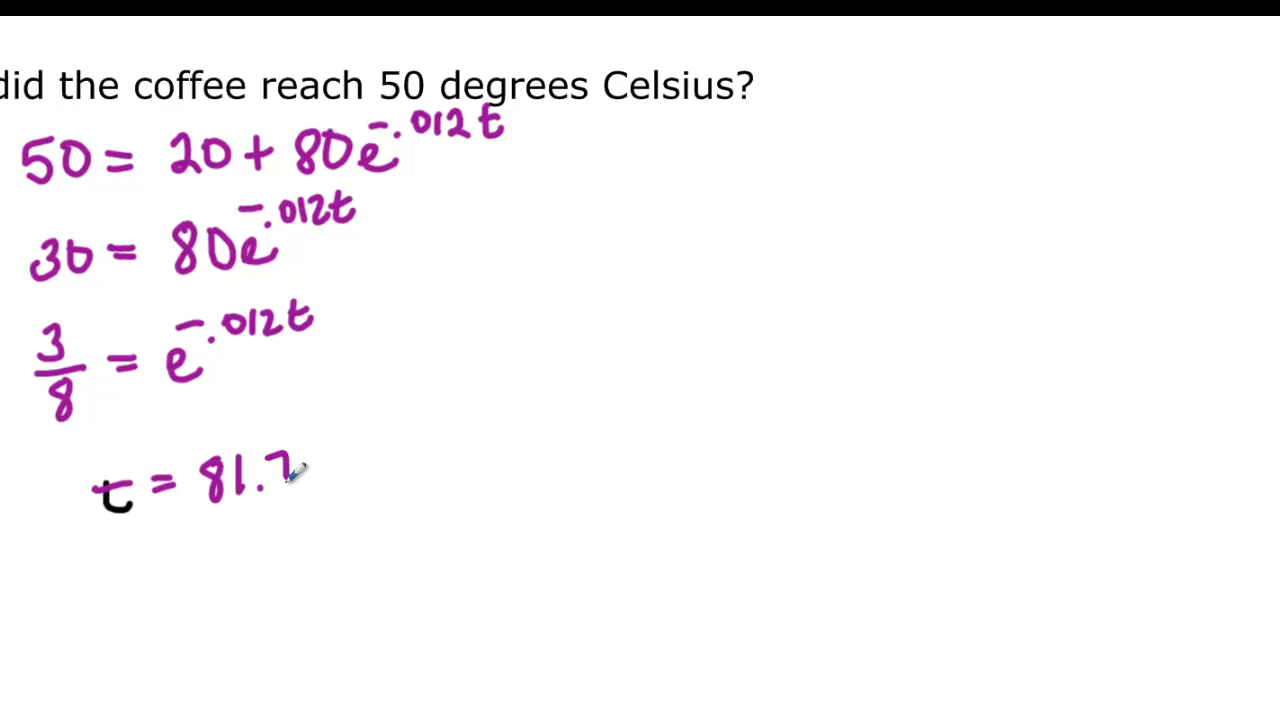 did the coffee reach 50 degrees Celsius?
50 = 20 + 80e^-.012t
30 = 80e^-.012t
3/8 = e^-.012t
t = 81.7